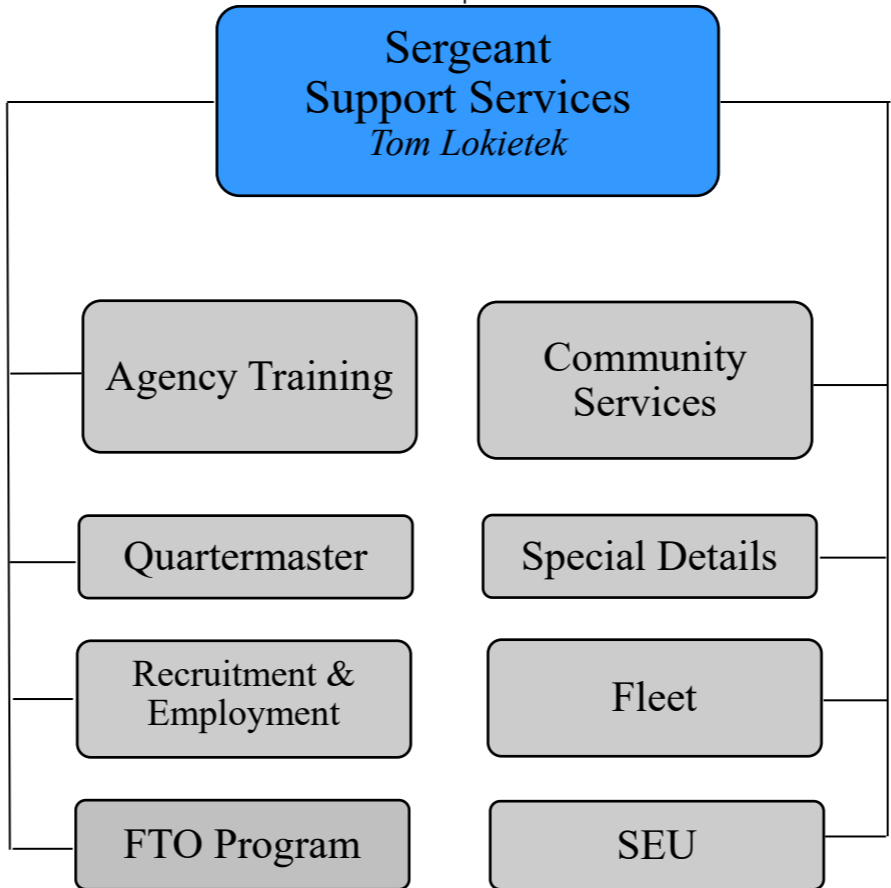 Sergeant
Support Services
Tom Lokietek
Agency Training
Community
Services
Quartermaster
Special Details
Recruitment &
Employment
Fleet
FTO Program
SEU